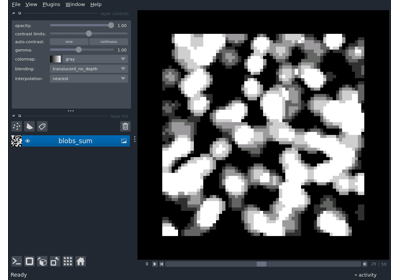 File View Plugins Window Help
opacity: 1.00
contrast limits:
auto-contrast: once continuous
gamma: 1.00
colormap: gray
blending: translucent_no_depth
interpolation: nearest
blobs_sum
Ready
activity